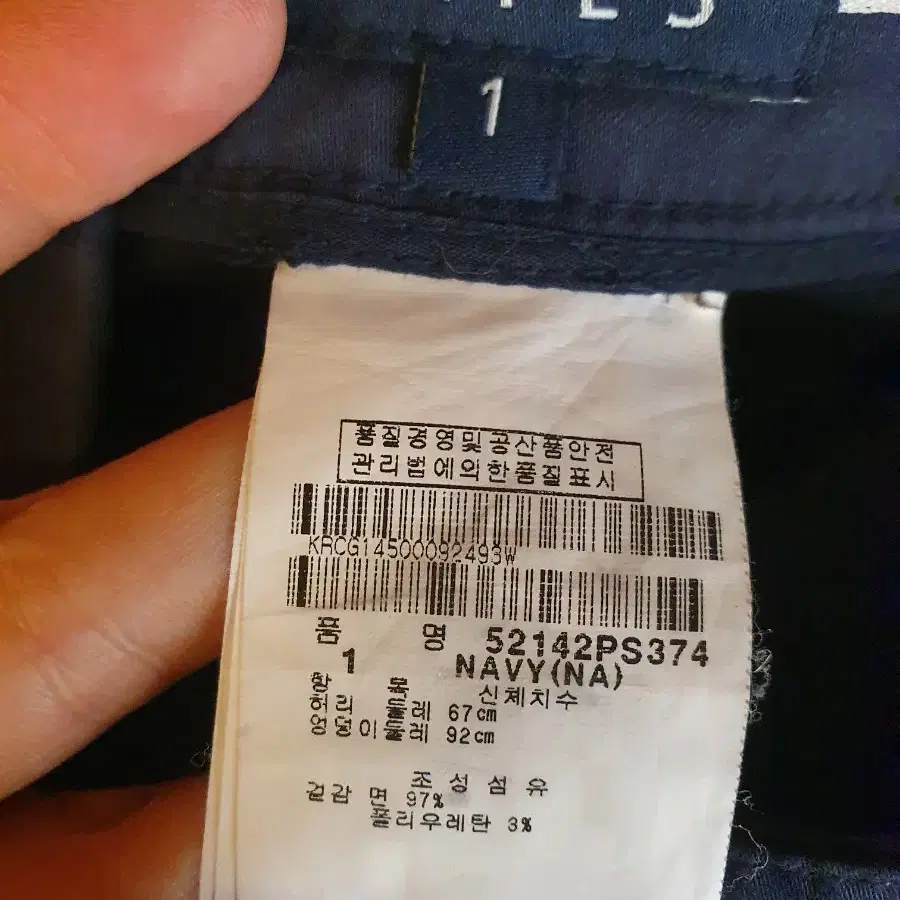 1
품질경영및공산품안전
관리법에의한품질표시
KRCG14500092493W
품 명 52142PS374
1 NAVY(NA)
항 목 신체치수
허리 둘레 67cm
엉덩이둘레 92cm
조성섬유
겉감 면 97%
폴리우레탄 3%